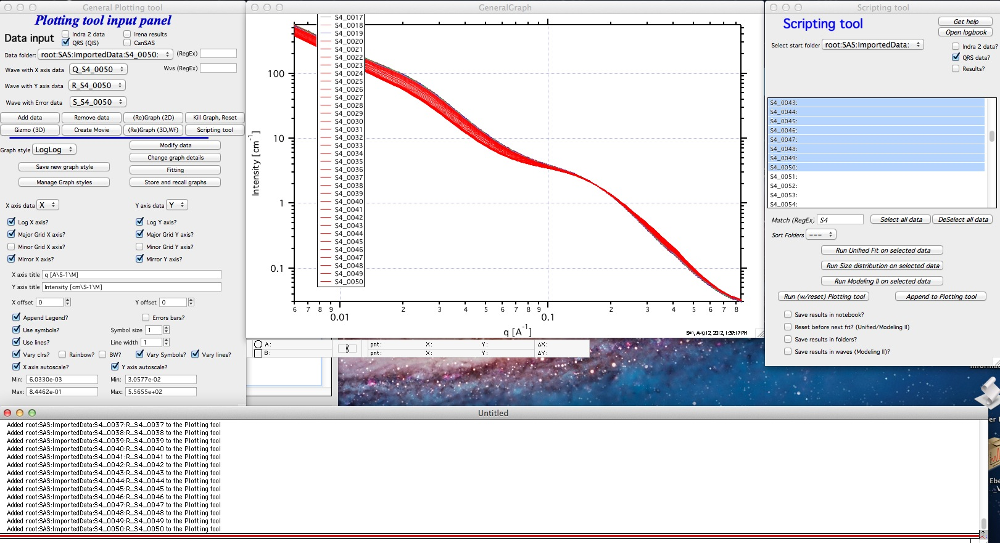 General Plotting tool
Plotting tool input panel
Data input
Indra 2 data
Irena results
QRS (QIS)
CanSAS
Data folder: root:SAS:ImportedData:S4_0050: (RegEx)
Wave with X axis data Q_S4_0050 Wvs (RegEx)
Wave with Y axis data R_S4_0050
Wave with Error data S_S4_0050
Add data Remove data (Re)Graph (2D) Kill Graph, Reset
Gizmo (3D) Create Movie (Re)Graph (3D,Wf) Scripting tool
Graph style LogLog Modify data
Change graph details
Save new graph style Fitting
Manage Graph styles Store and recall graphs
X axis data X Y axis data Y
Log X axis? Log Y axis?
Major Grid X axis? Major Grid Y axis?
Minor Grid X axis? Minor Grid Y axis?
Mirror X axis? Mirror Y axis?
X axis title q [A\S-1\M]
Y axis title Intensity [cm\S-1\M]
X offset 0 Y offset 0
Append Legend? Errors bars?
Use symbols? Symbol size 1
Use lines? Line width 1
Vary clrs? Rainbow? BW? Vary Symbols? Vary lines?
X axis autoscale? Y axis autoscale?
Min: 6.0330e-03 Min: 3.0577e-02
Max: 8.4462e-01 Max: 5.5655e+02
GeneralGraph
S4_0017
S4_0018
S4_0019
S4_0020
S4_0021
S4_0022
S4_0023
S4_0024
S4_0025
S4_0026
S4_0027
S4_0028
S4_0029
S4_0030
S4_0031
S4_0032
S4_0033
S4_0034
S4_0035
S4_0036
S4_0037
S4_0038
S4_0039
S4_0040
S4_0041
S4_0042
S4_0043
S4_0044
S4_0045
S4_0046
S4_0047
S4_0048
S4_0049
S4_0050
Intensity [cm-1]
100
10
1
0.1
6 7 8 9 2 3 4 5 6 7 8 9 2 3 4 5 6 7 8
0.01 0.1
q [A-1]
Sun, Aug 12, 2012, 1:37:17 PM
A: pnt: X: Y: ΔX:
B: pnt: X: Y: ΔY:
Scripting tool
Scripting tool
Get help
Open logbook
Select start folder root:SAS:ImportedData:
Indra 2 data?
QRS data?
Results?
S4_0043:
S4_0044:
S4_0045:
S4_0046:
S4_0047:
S4_0048:
S4_0049:
S4_0050:
S4_0051:
S4_0052:
S4_0053:
S4_0054:
Match (RegEx) S4 Select all data DeSelect all data
Sort Folders ---
Run Unified Fit on selected data
Run Size distribution on selected data
Run Modeling II on selected data
Run (w/reset) Plotting tool Append to Plotting tool
Save results in notebook?
Reset before next fit? (Unified/Modeling II)
Save results in folders?
Save results in waves (Modeling II)?
Untitled
Added root:SAS:ImportedData:S4_0037:R_S4_0037 to the Plotting tool
Added root:SAS:ImportedData:S4_0038:R_S4_0038 to the Plotting tool
Added root:SAS:ImportedData:S4_0039:R_S4_0039 to the Plotting tool
Added root:SAS:ImportedData:S4_0040:R_S4_0040 to the Plotting tool
Added root:SAS:ImportedData:S4_0041:R_S4_0041 to the Plotting tool
Added root:SAS:ImportedData:S4_0042:R_S4_0042 to the Plotting tool
Added root:SAS:ImportedData:S4_0043:R_S4_0043 to the Plotting tool
Added root:SAS:ImportedData:S4_0044:R_S4_0044 to the Plotting tool
Added root:SAS:ImportedData:S4_0045:R_S4_0045 to the Plotting tool
Added root:SAS:ImportedData:S4_0046:R_S4_0046 to the Plotting tool
Added root:SAS:ImportedData:S4_0047:R_S4_0047 to the Plotting tool
Added root:SAS:ImportedData:S4_0048:R_S4_0048 to the Plotting tool
Added root:SAS:ImportedData:S4_0049:R_S4_0049 to the Plotting tool
Added root:SAS:ImportedData:S4_0050:R_S4_0050 to the Plotting tool